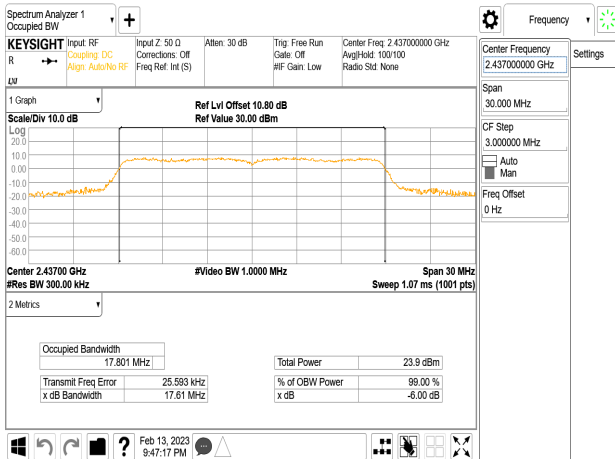 Spectrum Analyzer 1
Occupied BW
Frequency
KEYSIGHT
R
LXI
Input: RF
Coupling: DC
Align: Auto/No RF
Input Z: 50 Ω
Corrections: Off
Freq Ref: Int (S)
Atten: 30 dB
Trig: Free Run
Gate: Off
#IF Gain: Low
Center Freq: 2.437000000 GHz
Avg|Hold: 100/100
Radio Std: None
Center Frequency
2.437000000 GHz
Settings
Span
30.000 MHz
CF Step
3.000000 MHz
Auto
Man
Freq Offset
0 Hz
1 Graph
Scale/Div 10.0 dB
Ref Lvl Offset 10.80 dB
Ref Value 30.00 dBm
Log
20.0
10.0
0.00
-10.0
-20.0
-30.0
-40.0
-50.0
-60.0
Center 2.43700 GHz
#Video BW 1.0000 MHz
Span 30 MHz
#Res BW 300.00 kHz
Sweep 1.07 ms (1001 pts)
2 Metrics
Occupied Bandwidth
17.801 MHz
Total Power 23.9 dBm
Transmit Freq Error 25.593 kHz
% of OBW Power 99.00 %
x dB Bandwidth 17.61 MHz
x dB -6.00 dB
?
Feb 13, 2023
9:47:17 PM